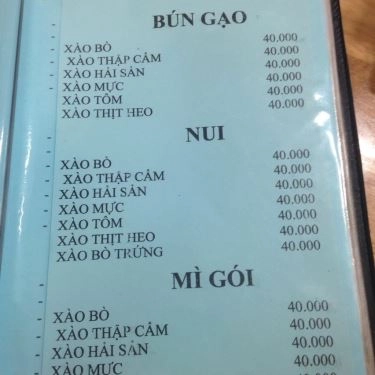 BÚN GẠO
- XÀO BÒ 40.000
- XÀO THẬP CẨM 40.000
- XÀO HẢI SẢN 40.000
- XÀO MỰC 40.000
- XÀO TÔM 40.000
- XÀO THỊT HEO 40.000
NUI
- XÀO BÒ 40.000
- XÀO THẬP CẨM 40.000
- XÀO HẢI SẢN 40.000
- XÀO MỰC 40.000
- XÀO TÔM 40.000
- XÀO THỊT HEO 40.000
- XÀO BÒ TRỨNG 40.000
MÌ GÓI
- XÀO BÒ 40.000
- XÀO THẬP CẨM 40.000
- XÀO HẢI SẢN 40.000
- XÀO MỰC 40.000